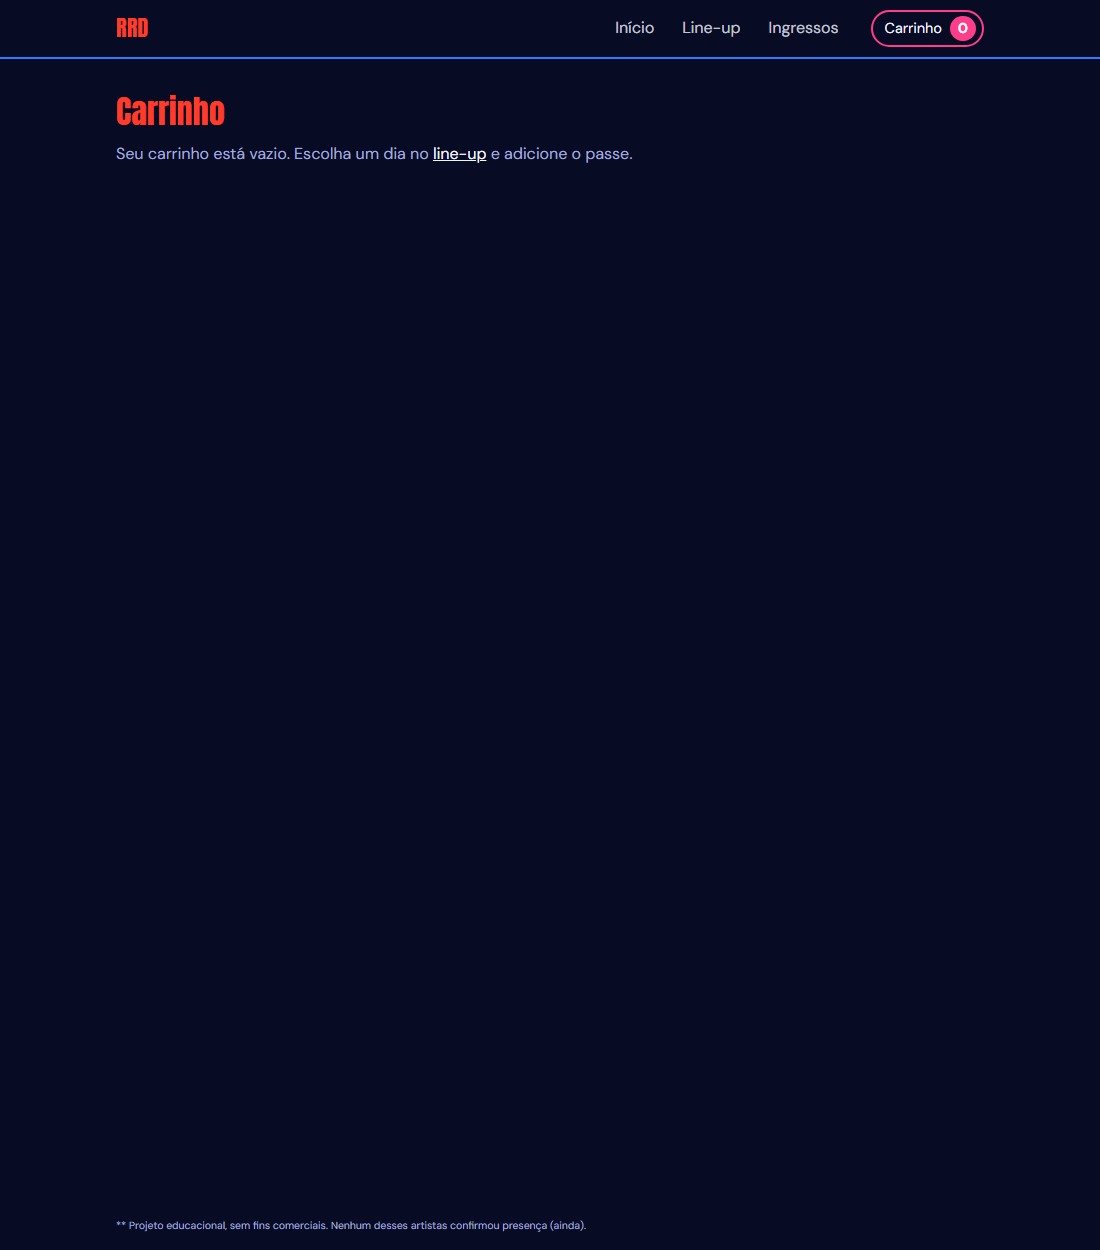 RRD
Início Line-up Ingressos Carrinho 0
Carrinho
Seu carrinho está vazio. Escolha um dia no line-up e adicione o passe.
** Projeto educacional, sem fins comerciais. Nenhum desses artistas confirmou presença (ainda).